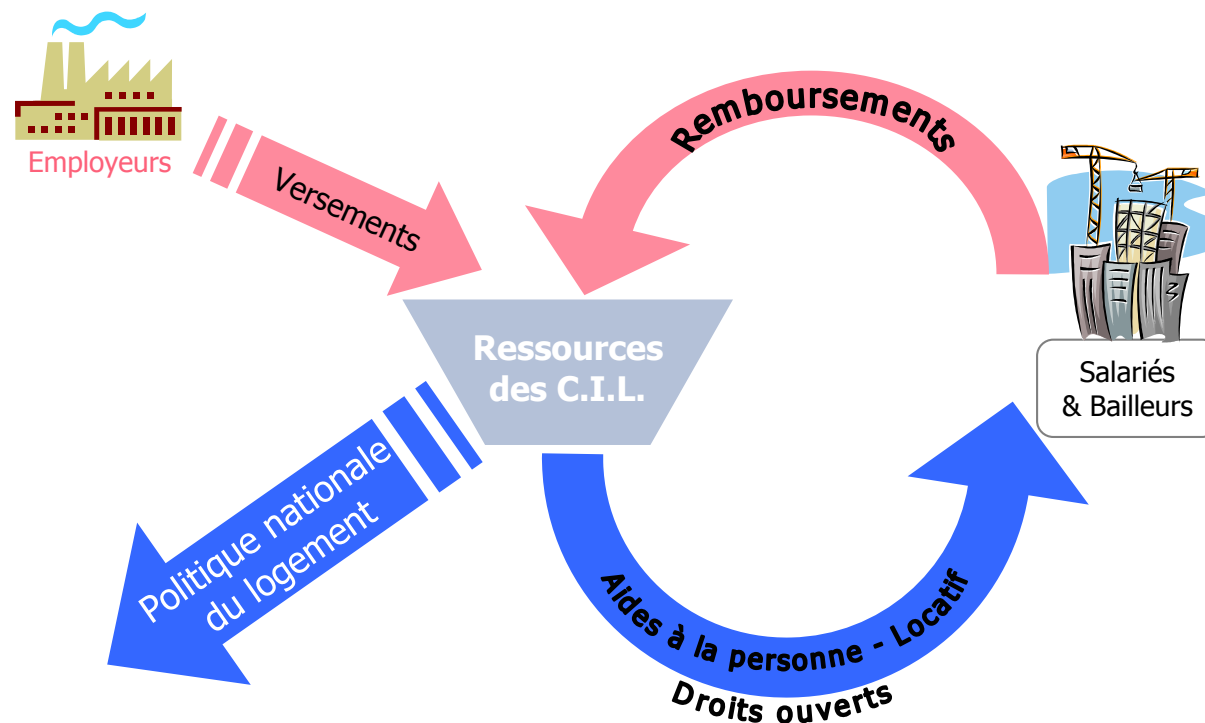 Employeurs
Versements
Remboursements
Ressources
des C.I.L.
Salariés
& Bailleurs
Politique nationale
du logement
Aides à la personne - Locatif
Droits ouverts